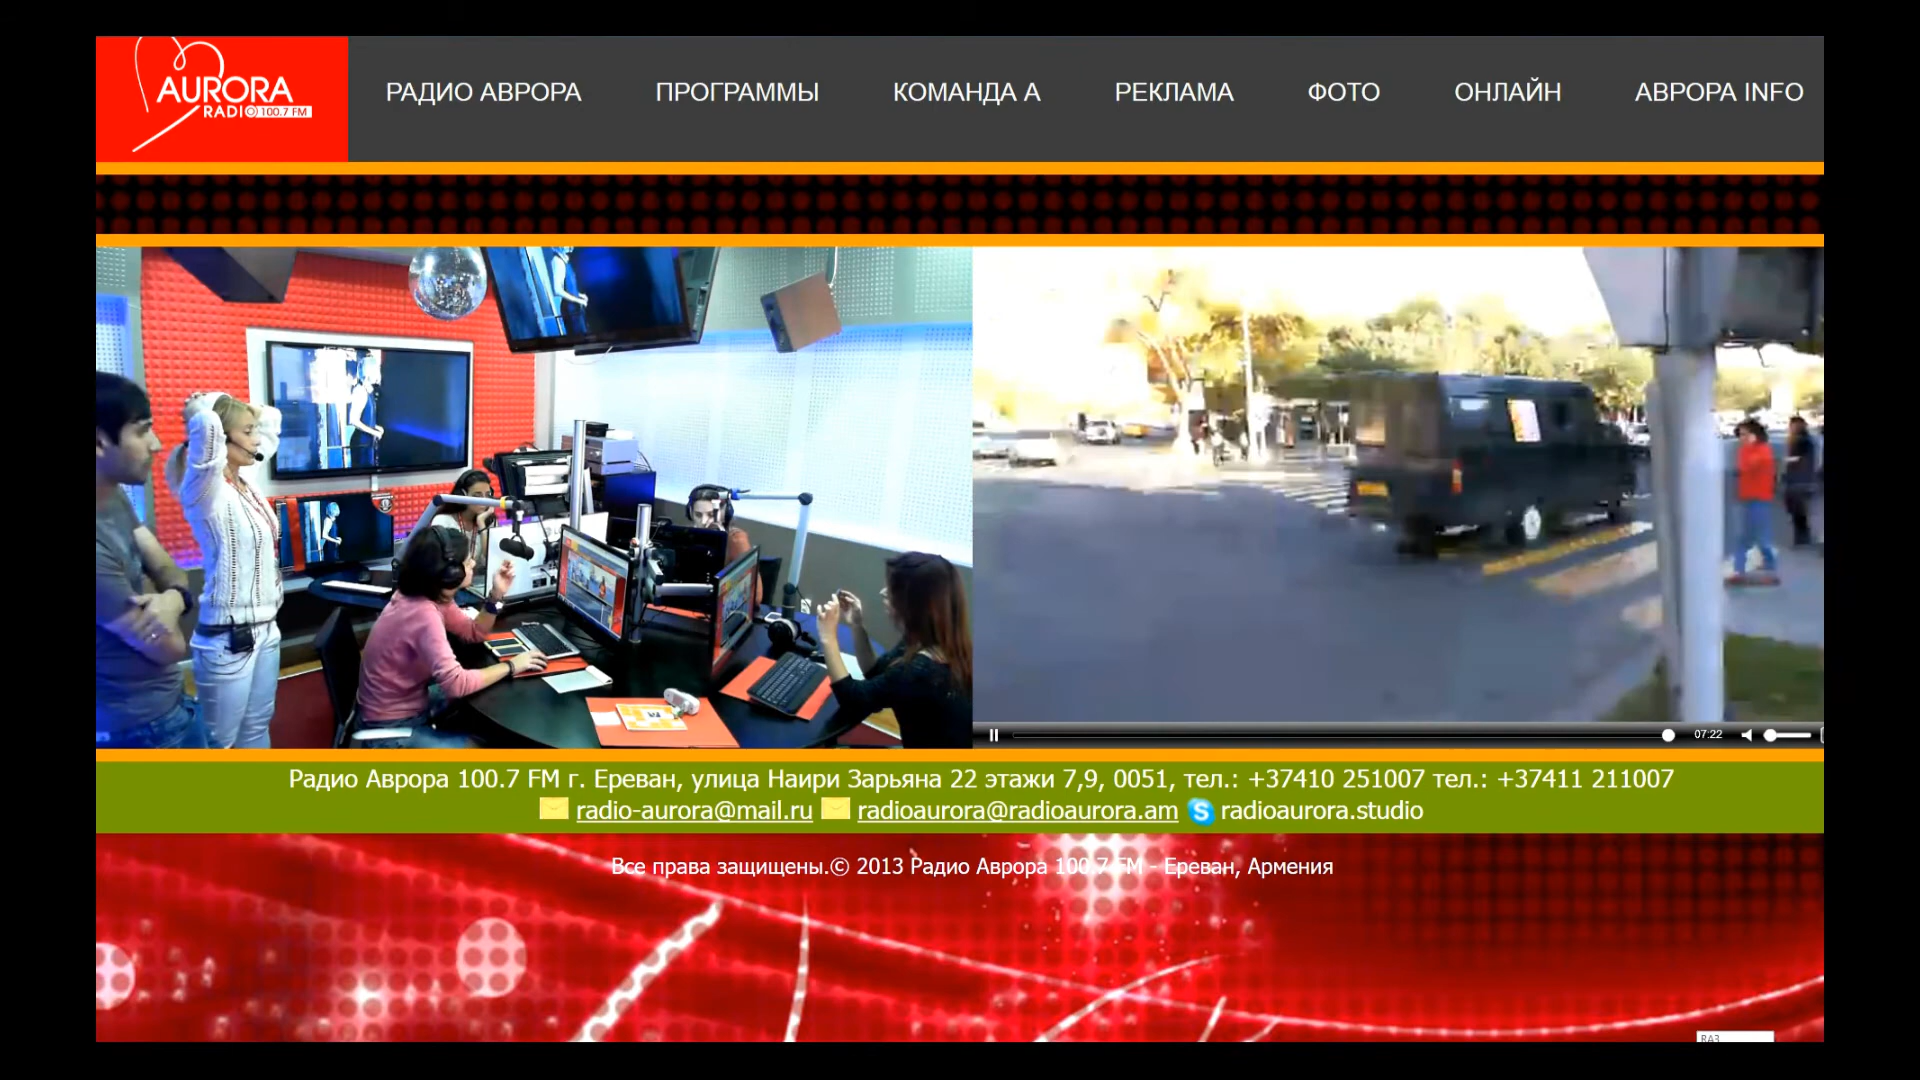 AURORA
RADIO 100.7 FM
РАДИО АВРОРА
ПРОГРАММЫ
КОМАНДА А
РЕКЛАМА
ФОТО
ОНЛАЙН
АВРОРА INFO
07:22
Радио Аврора 100.7 FM г. Ереван, улица Наири Зарьяна 22 этажи 7,9, 0051, тел.: +37410 251007 тел.: +37411 211007
radio-aurora@mail.ru radioaurora@radioaurora.am radioaurora.studio
Все права защищены.© 2013 Радио Аврора 100.7 FM - Ереван, Армения